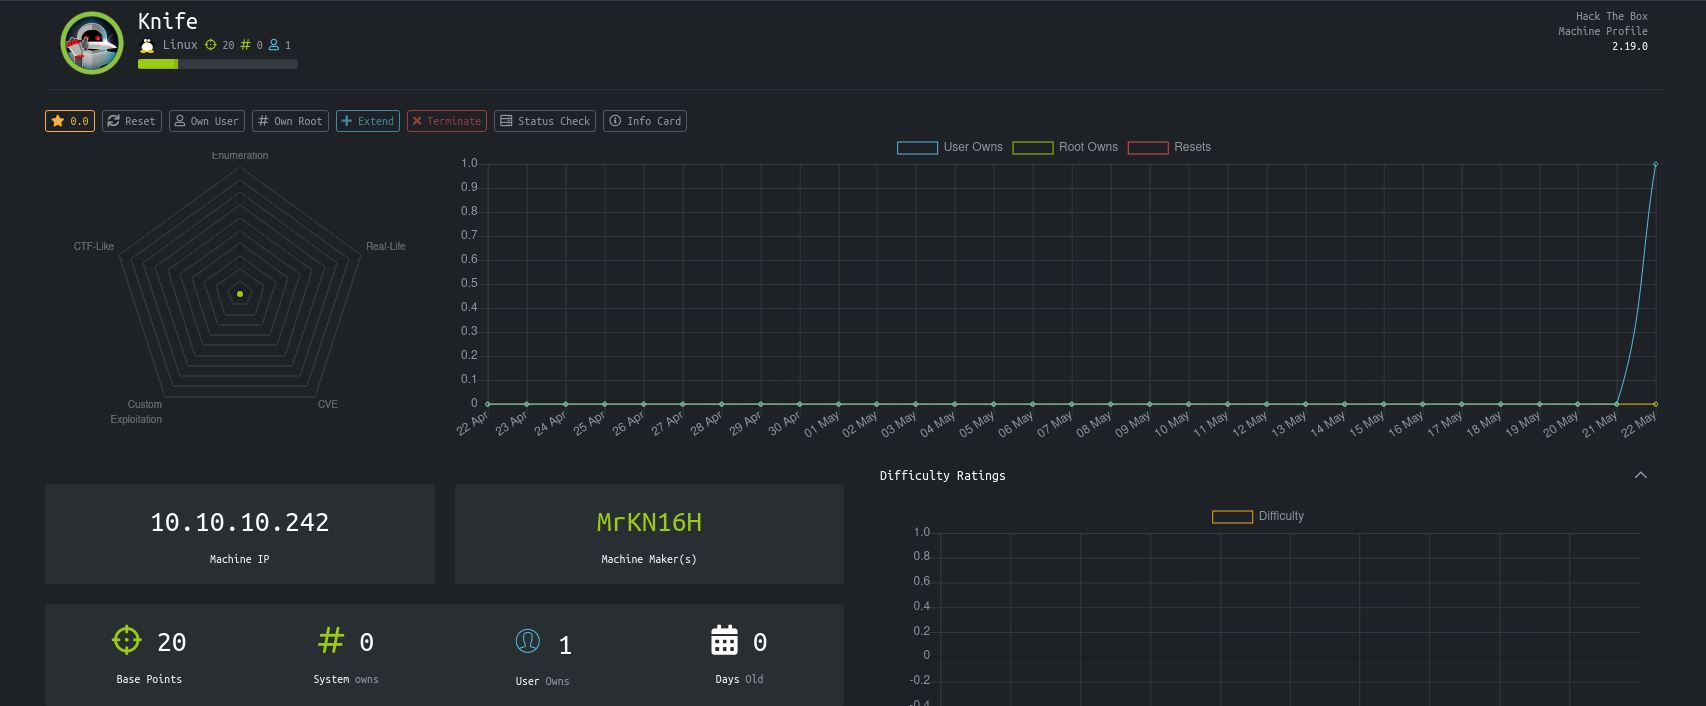 Knife
Linux 20 0 1
Hack The Box
Machine Profile
2.19.0
0.0 Reset Own User Own Root Extend Terminate Status Check Info Card
Enumeration
CTF-Like
Real-Life
Custom
Exploitation
CVE
User Owns Root Owns Resets
1.0
0.9
0.8
0.7
0.6
0.5
0.4
0.3
0.2
0.1
0
22 Apr 23 Apr 24 Apr 25 Apr 26 Apr 27 Apr 28 Apr 29 Apr 30 Apr 01 May 02 May 03 May 04 May 05 May 06 May 07 May 08 May 09 May 10 May 11 May 12 May 13 May 14 May 15 May 16 May 17 May 18 May 19 May 20 May 21 May 22 May
10.10.10.242
Machine IP
MrKN16H
Machine Maker(s)
20
Base Points
# 0
System owns
1
User Owns
0
Days Old
Difficulty Ratings
Difficulty
1.0
0.8
0.6
0.4
0.2
0
-0.2
-0.4